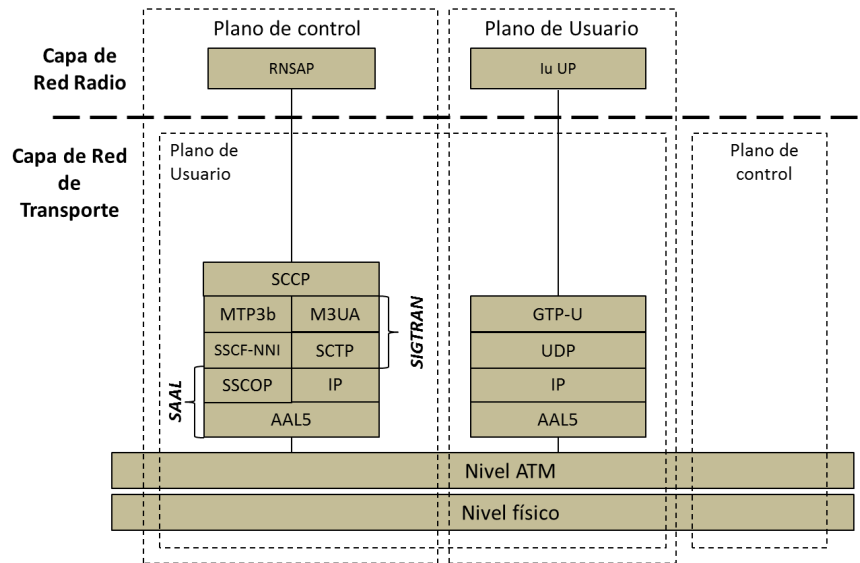 Plano de control
Plano de Usuario
Capa de
Red Radio
RNSAP
Iu UP
Capa de Red
de
Transporte
Plano de
Usuario
Plano de
control
SCCP
MTP3b
M3UA
GTP-U
SSCF-NNI
SCTP
UDP
SIGTRAN
SSCOP
IP
IP
SAAL
AAL5
AAL5
Nivel ATM
Nivel físico